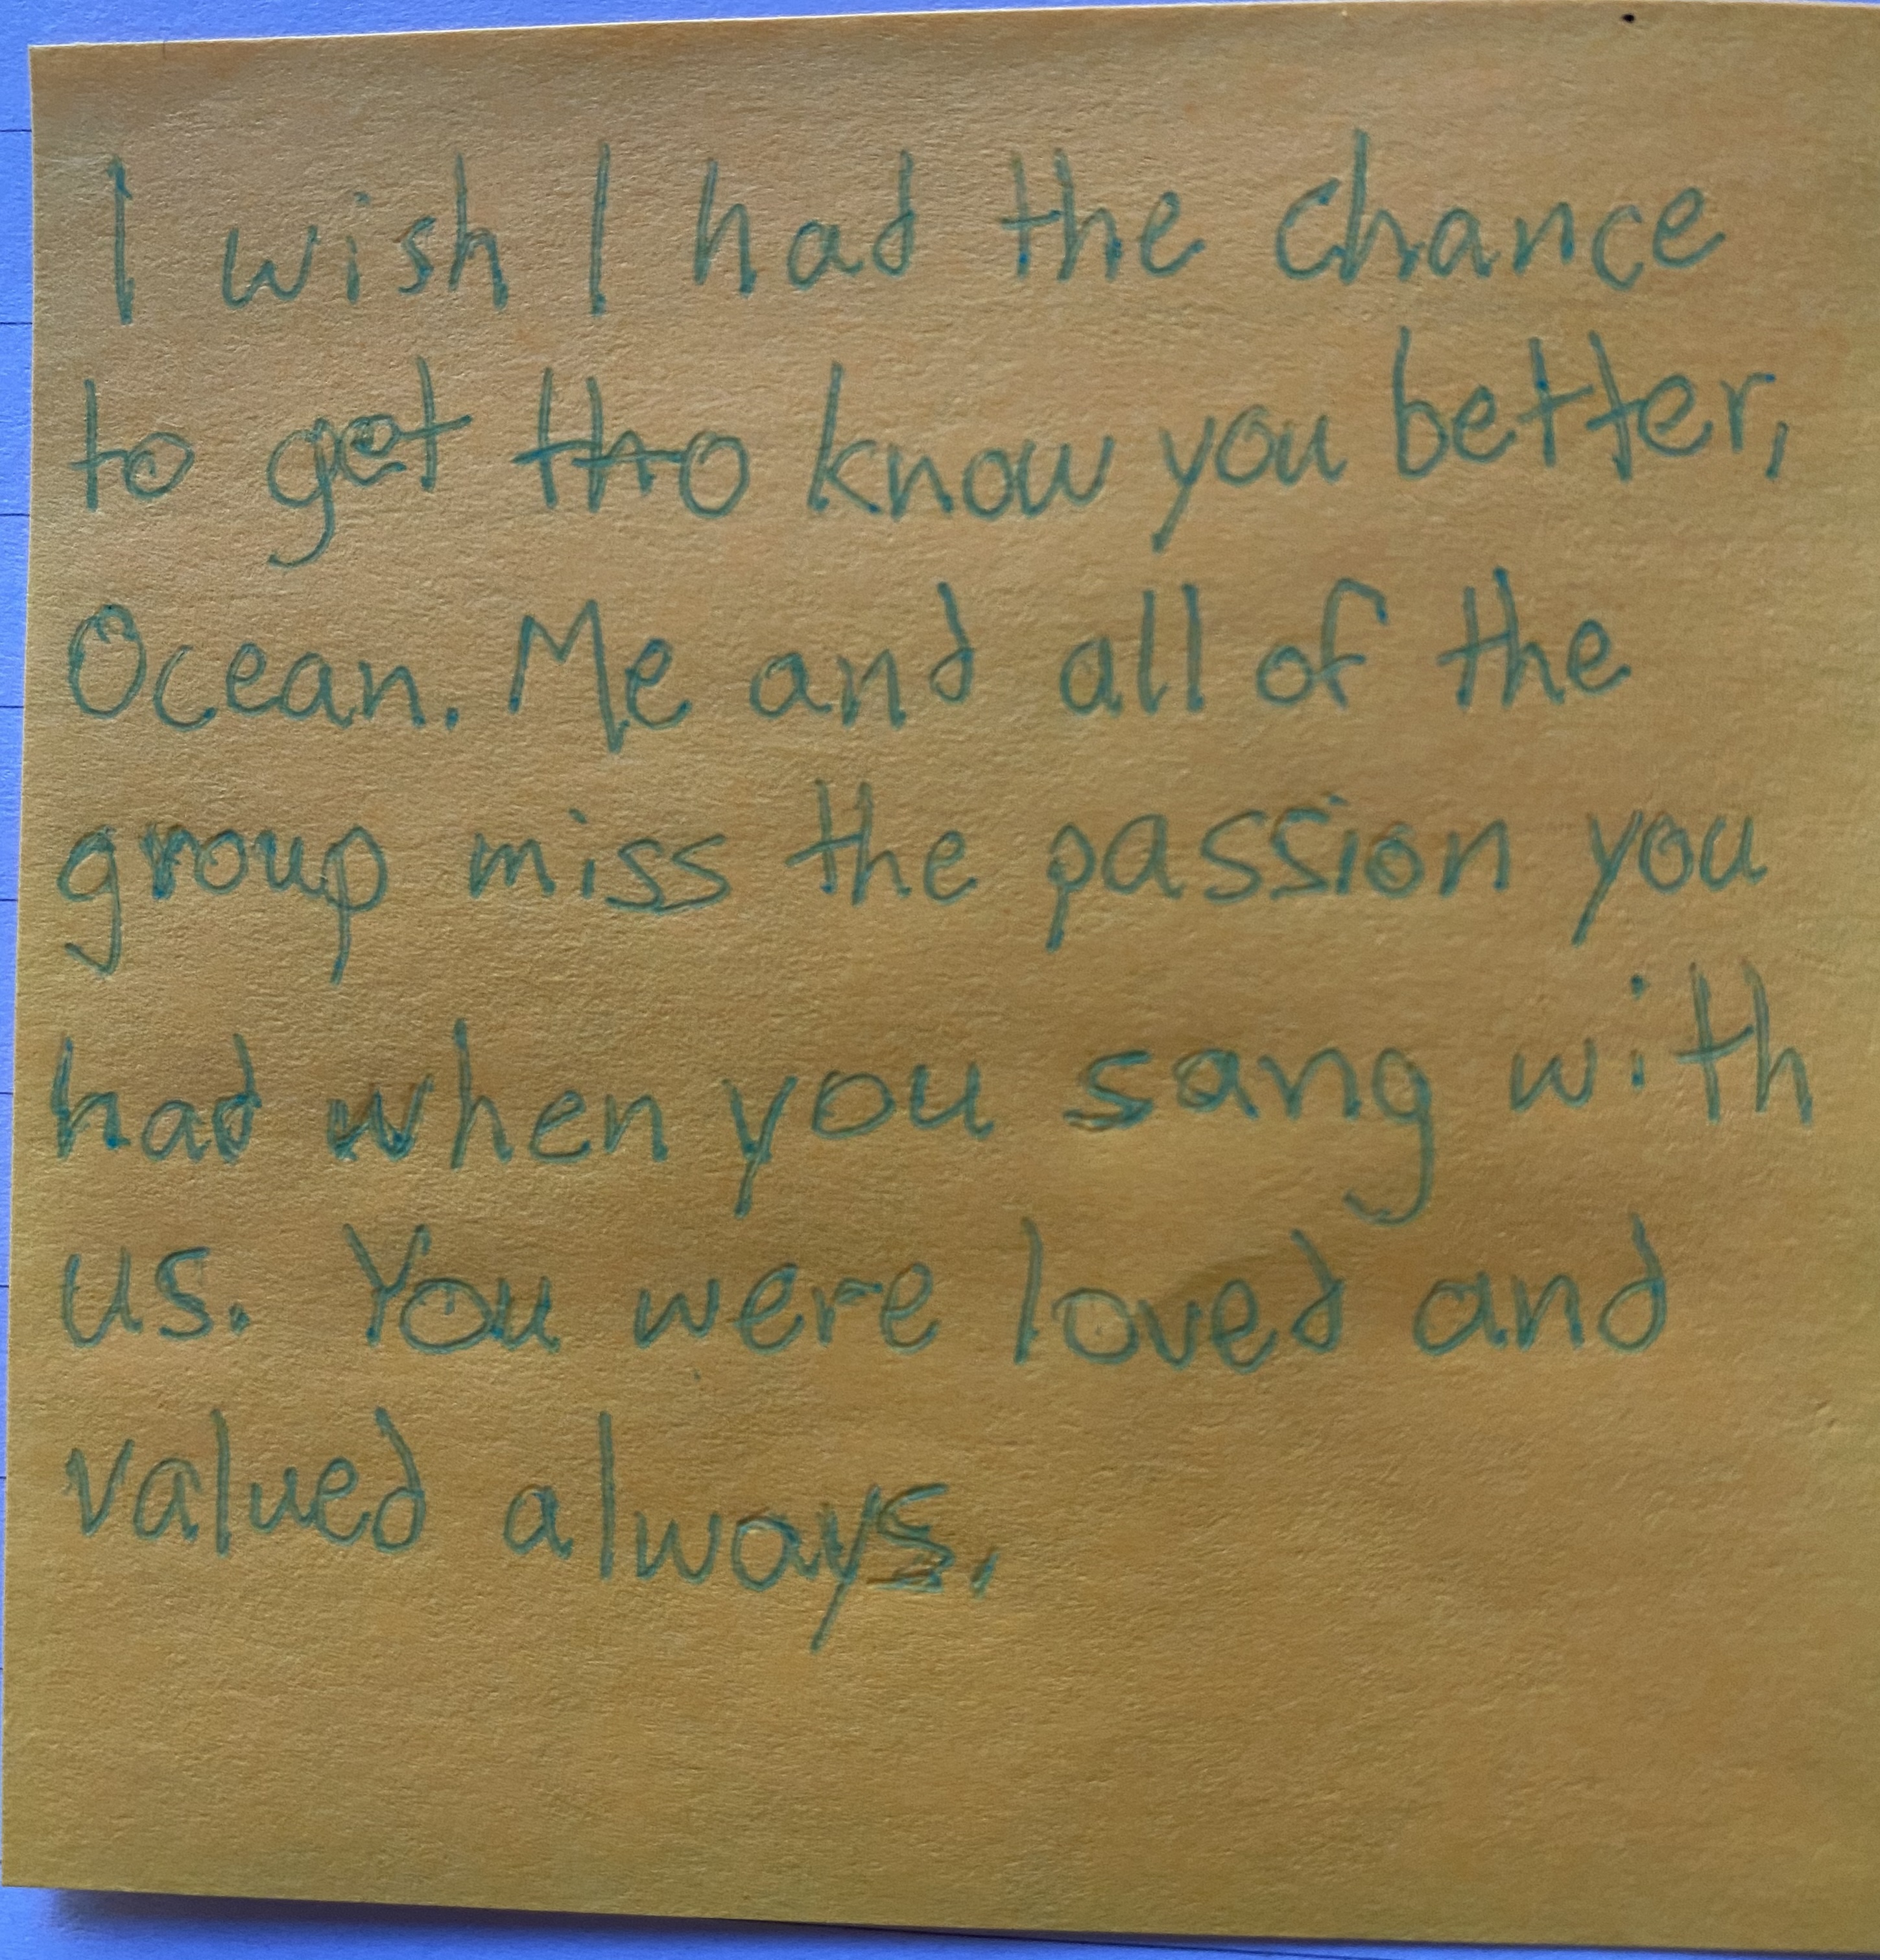 I wish I had the chance
to get to know you better,
Ocean. Me and all of the
group miss the passion you
had when you sang with
us. You were loved and
valued always.